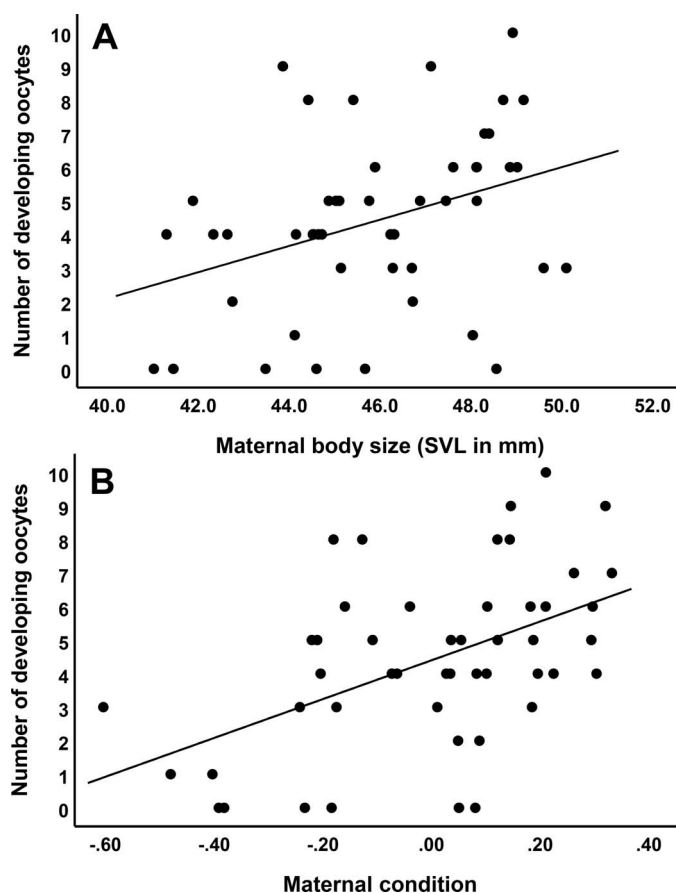 A
Number of developing oocytes
10
9
8
7
6
5
4
3
2
1
0
40.0 42.0 44.0 46.0 48.0 50.0 52.0
Maternal body size (SVL in mm)
B
Number of developing oocytes
10
9
8
7
6
5
4
3
2
1
0
-.60 -.40 -.20 .00 .20 .40
Maternal condition